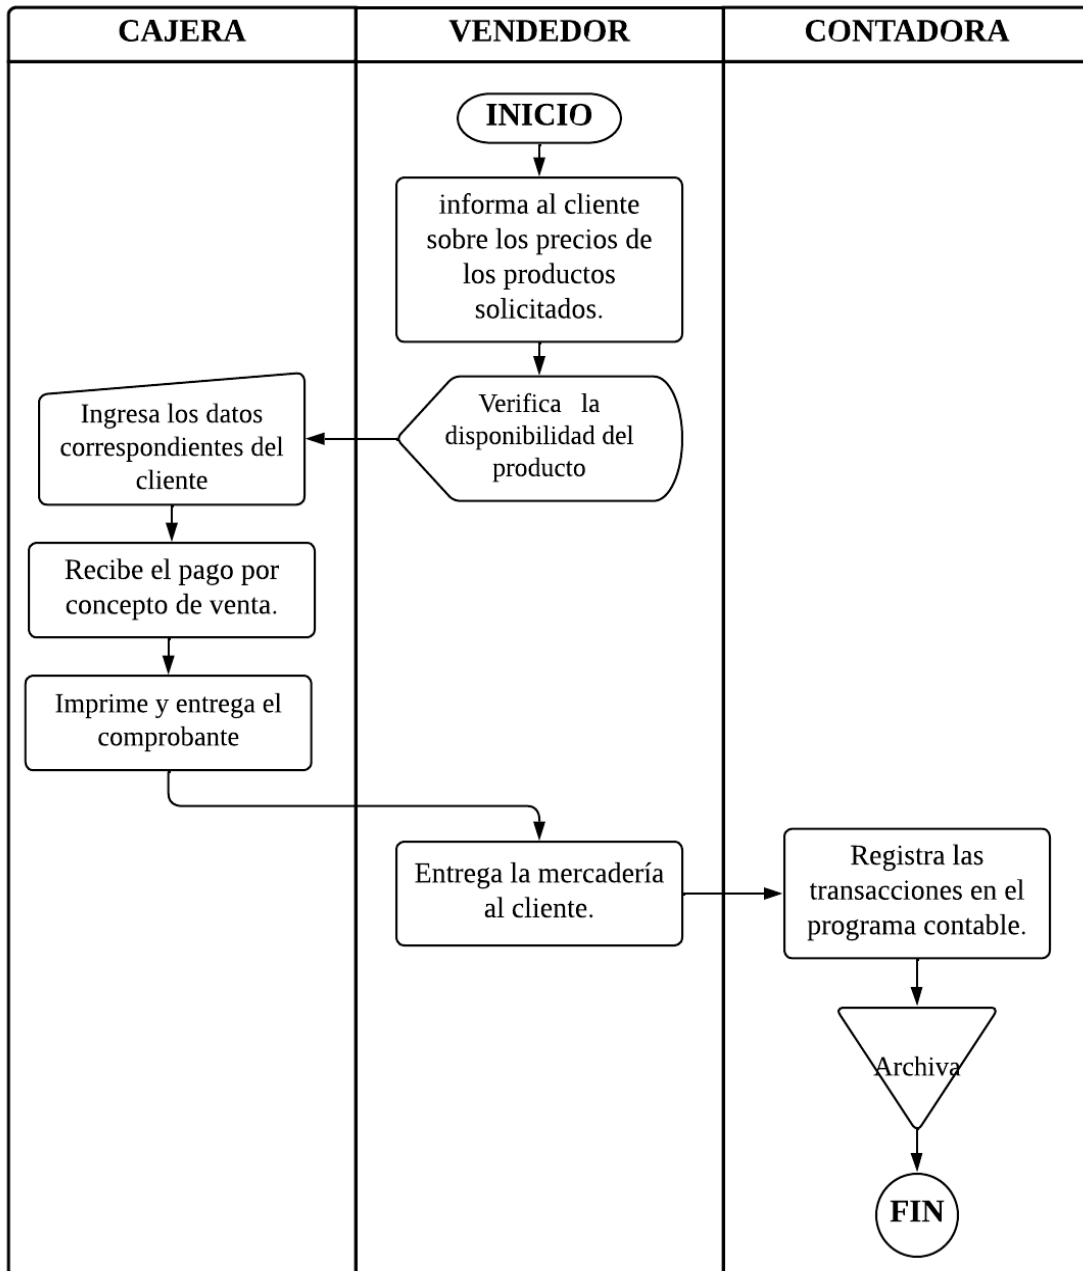 CAJERA VENDEDOR CONTADORA
INICIO
informa al cliente
sobre los precios de
los productos
solicitados.
Verifica la
disponibilidad del
producto
Ingresa los datos
correspondientes del
cliente
Recibe el pago por
concepto de venta.
Imprime y entrega el
comprobante
Entrega la mercadería
al cliente.
Registra las
transacciones en el
programa contable.
Archiva
FIN